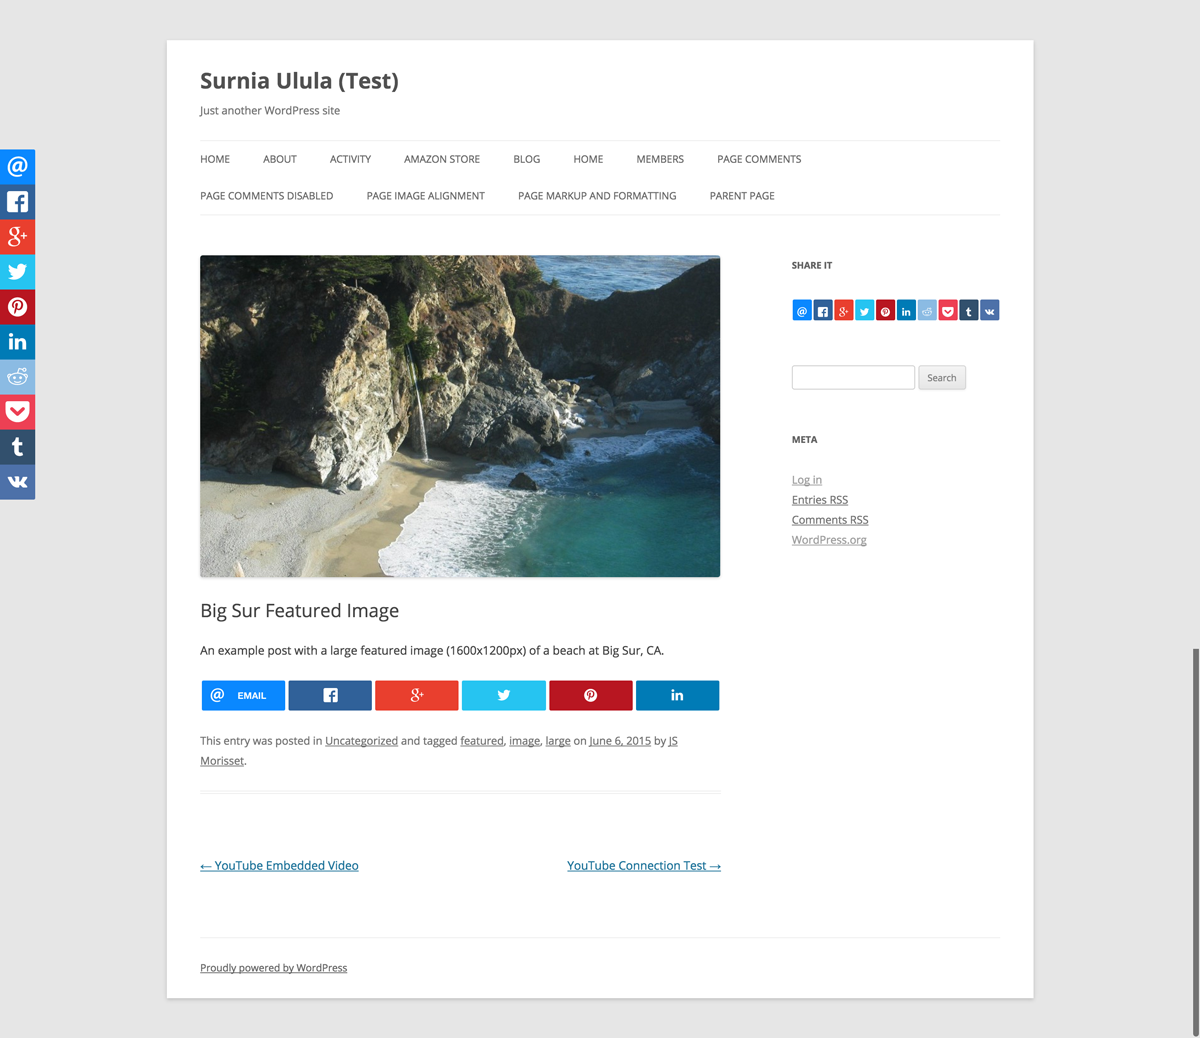 Surnia Ulula (Test)
Just another WordPress site
HOME ABOUT ACTIVITY AMAZON STORE BLOG HOME MEMBERS PAGE COMMENTS
PAGE COMMENTS DISABLED PAGE IMAGE ALIGNMENT PAGE MARKUP AND FORMATTING PARENT PAGE
Big Sur Featured Image
An example post with a large featured image (1600x1200px) of a beach at Big Sur, CA.
@ EMAIL g+ in
This entry was posted in Uncategorized and tagged featured, image, large on June 6, 2015 by JS
Morisset.
← YouTube Embedded Video YouTube Connection Test →
SHARE IT
Search
META
Log in
Entries RSS
Comments RSS
WordPress.org
Proudly powered by WordPress